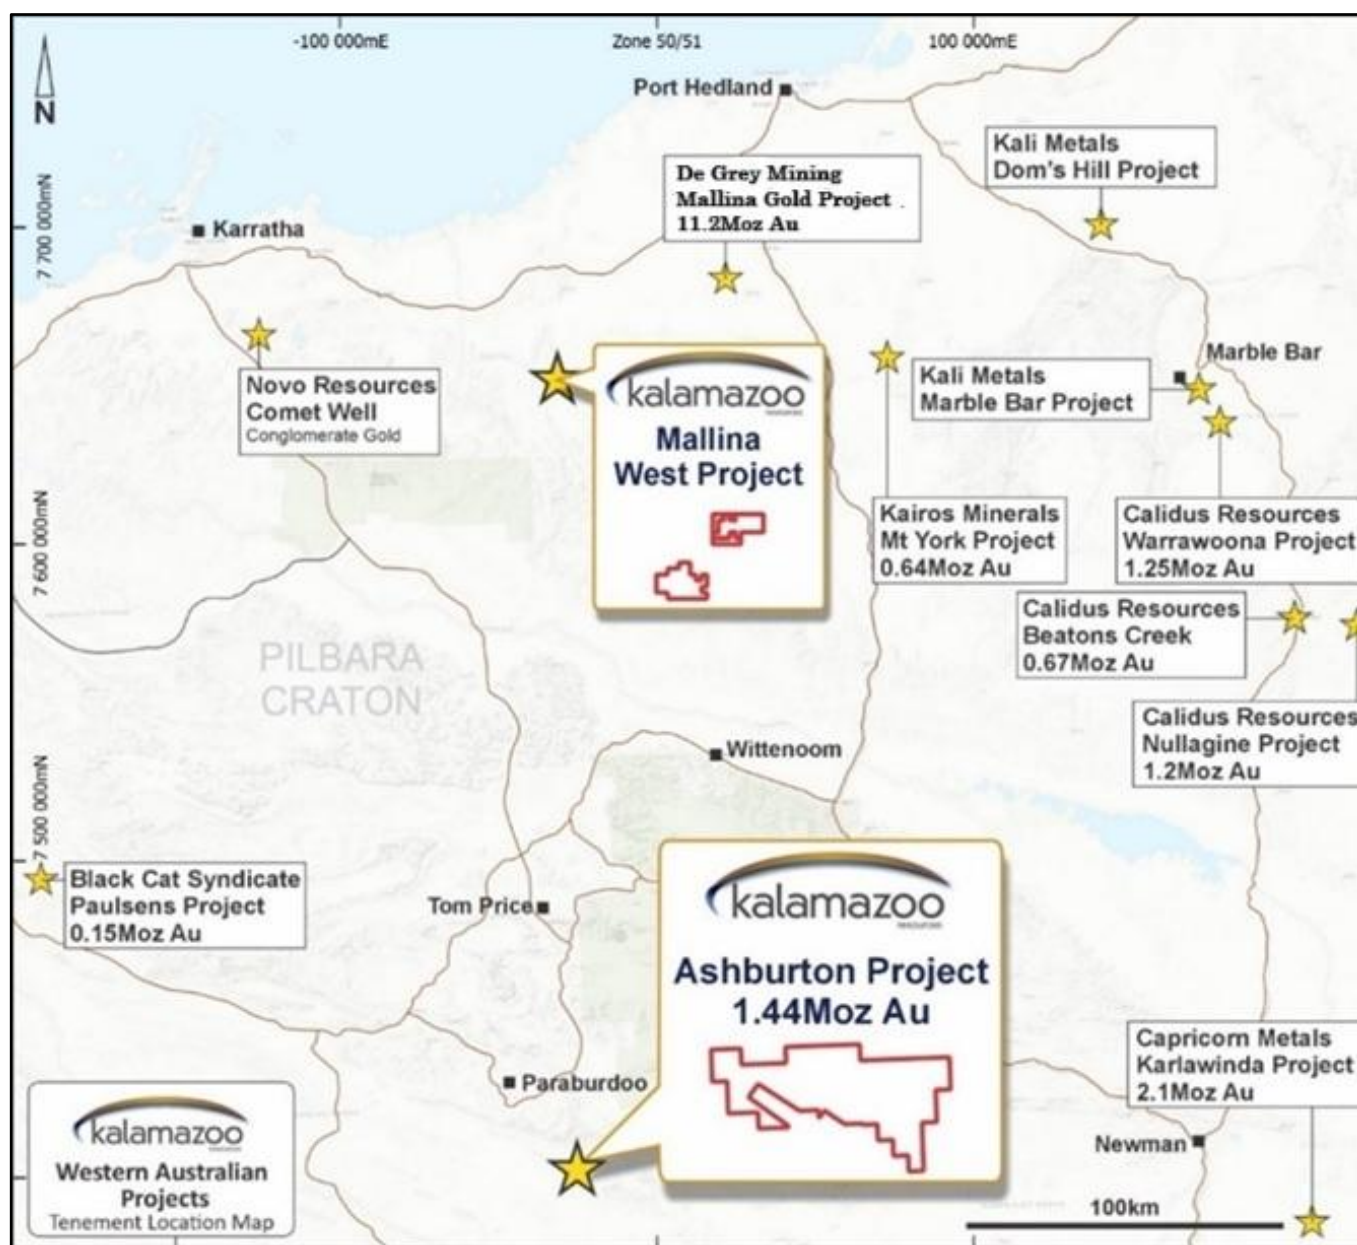 -100 000mE
Zone 50/51
100 000mE
N
Port Hedland
Kali Metals
Dom's Hill Project
De Grey Mining
Mallina Gold Project
11.2Moz Au
7 700 000mN
Karratha
Marble Bar
Novo Resources
Comet Well
Conglomerate Gold
kalamazoo
resources
Mallina
West Project
Kali Metals
Marble Bar Project
Kairos Minerals
Mt York Project
0.64Moz Au
Calidus Resources
Warrawoona Project
1.25Moz Au
7 600 000mN
Calidus Resources
Beatons Creek
0.67Moz Au
PILBARA
CRATON
Calidus Resources
Nullagine Project
1.2Moz Au
Wittenoom
7 500 000mN
Black Cat Syndicate
Paulsens Project
0.15Moz Au
Tom Price
kalamazoo
resources
Ashburton Project
1.44Moz Au
Capricorn Metals
Karlawinda Project
2.1Moz Au
Paraburdoo
Newman
kalamazoo
resources
Western Australian
Projects
Tenement Location Map
100km